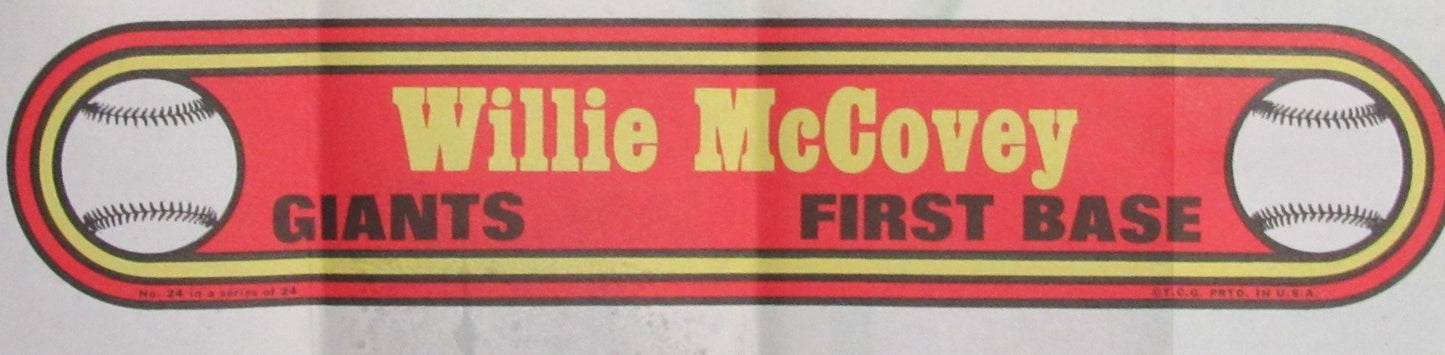 Willie McCovey
GIANTS FIRST BASE
No. 24 in a series of 24 ©T.C.G. PRTD. IN U.S.A.